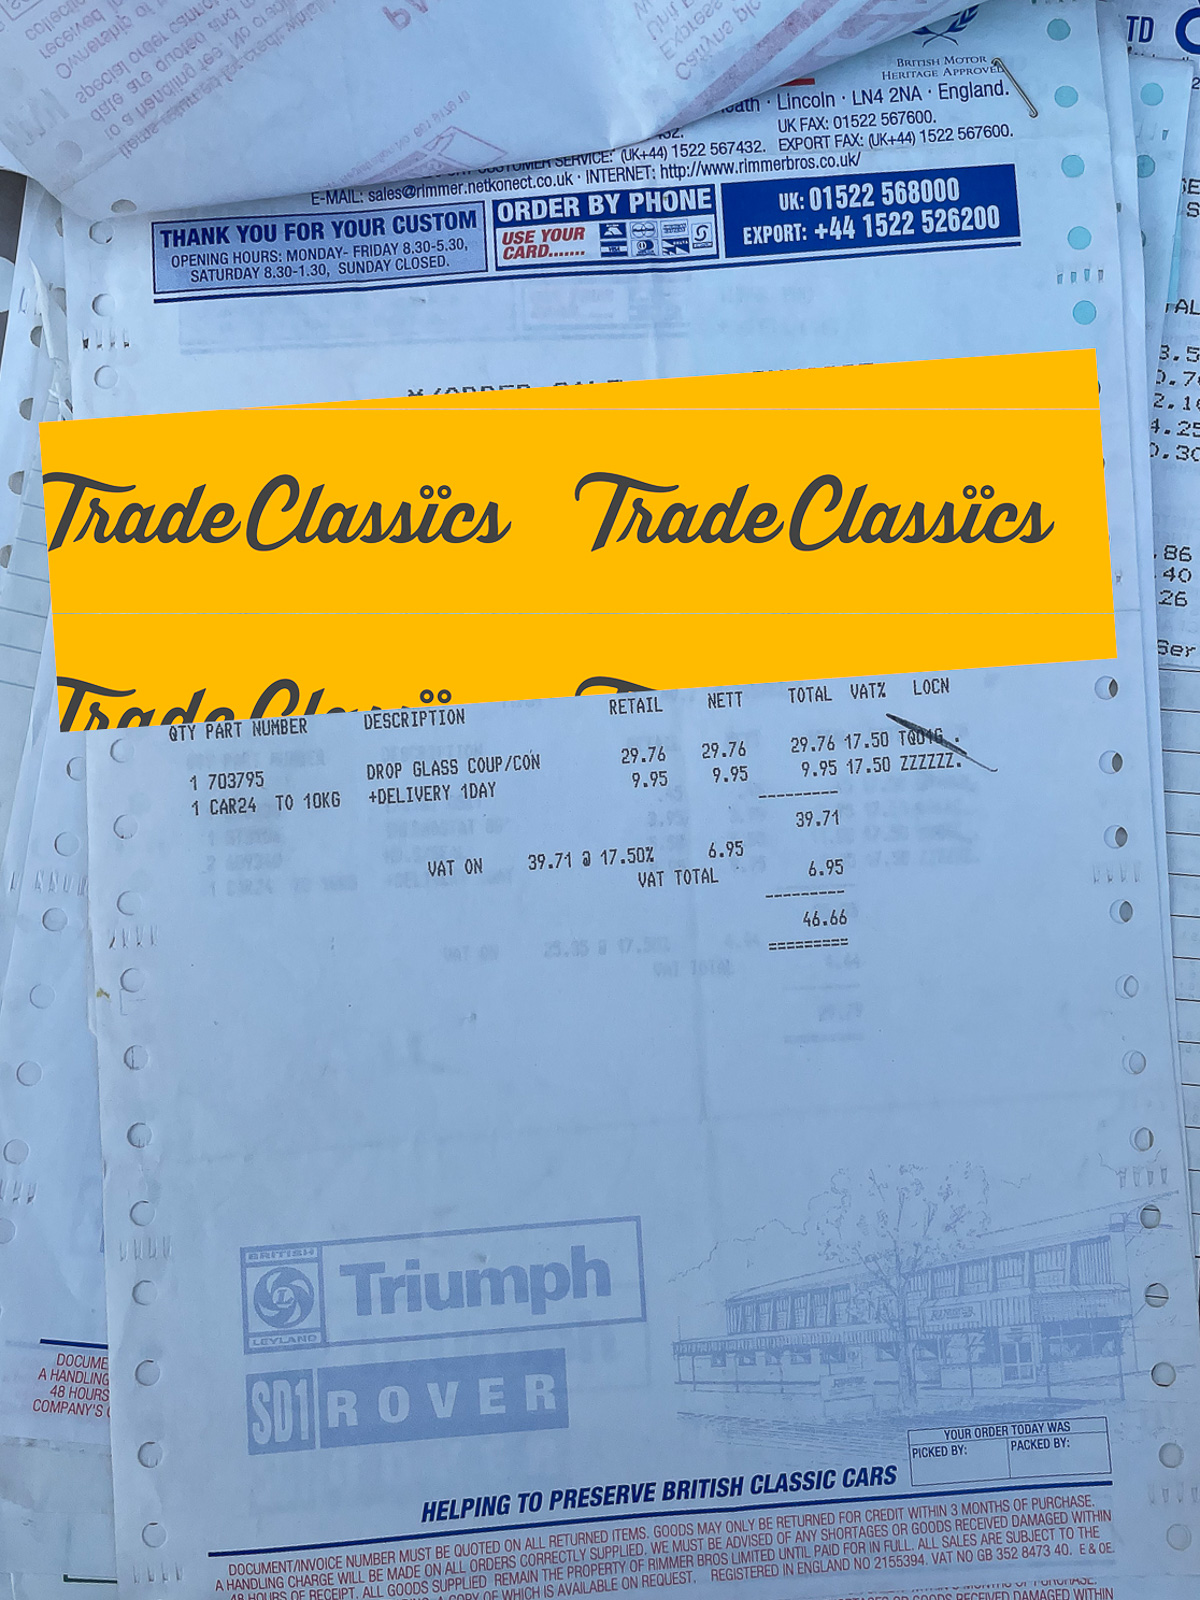 BRITISH MOTOR
HERITAGE APPROVED
Lincoln · LN4 2NA · England.
UK FAX: 01522 567600.
CUSTOMER SERVICE: (UK+44) 1522 567432. EXPORT FAX: (UK+44) 1522 567600.
E-MAIL: sales@rimmer.netkonect.co.uk · INTERNET: http://www.rimmerbros.co.uk/
THANK YOU FOR YOUR CUSTOM
OPENING HOURS: MONDAY- FRIDAY 8.30-5.30,
SATURDAY 8.30-1.30, SUNDAY CLOSED.
ORDER BY PHONE
USE YOUR
CARD.......
UK: 01522 568000
EXPORT: +44 1522 526200
Trade Classics Trade Classics
QTY PART NUMBER DESCRIPTION RETAIL NETT TOTAL VAT% LOCN
1 703795 DROP GLASS COUP/CON 29.76 29.76 29.76 17.50
1 CAR24 TO 10KG +DELIVERY 1DAY 9.95 9.95 9.95 17.50 ZZZZZZ.
---------
39.71
VAT ON 39.71 @ 17.50% 6.95
VAT TOTAL 6.95
---------
46.66
=========
BRITISH
LEYLAND
Triumph
SD1 ROVER
YOUR ORDER TODAY WAS
PICKED BY: PACKED BY:
HELPING TO PRESERVE BRITISH CLASSIC CARS
DOCUMENT/INVOICE NUMBER MUST BE QUOTED ON ALL RETURNED ITEMS. GOODS MAY ONLY BE RETURNED FOR CREDIT WITHIN 3 MONTHS OF PURCHASE.
A HANDLING CHARGE WILL BE MADE ON ALL ORDERS CORRECTLY SUPPLIED. WE MUST BE ADVISED OF ANY SHORTAGES OR GOODS RECEIVED DAMAGED WITHIN
48 HOURS OF RECEIPT. ALL GOODS SUPPLIED REMAIN THE PROPERTY OF RIMMER BROS LIMITED UNTIL PAID FOR IN FULL. ALL SALES ARE SUBJECT TO THE
A COPY OF WHICH IS AVAILABLE ON REQUEST. REGISTERED IN ENGLAND NO 2155394. VAT NO GB 352 8473 40. E & OE.